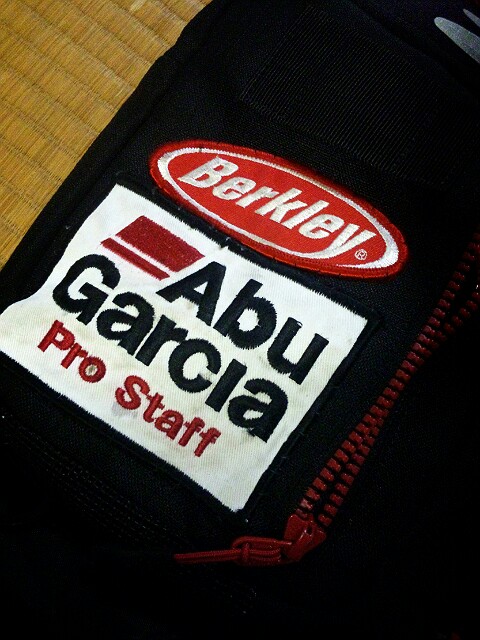 Berkley®
Abu
Garcia
Pro Staff